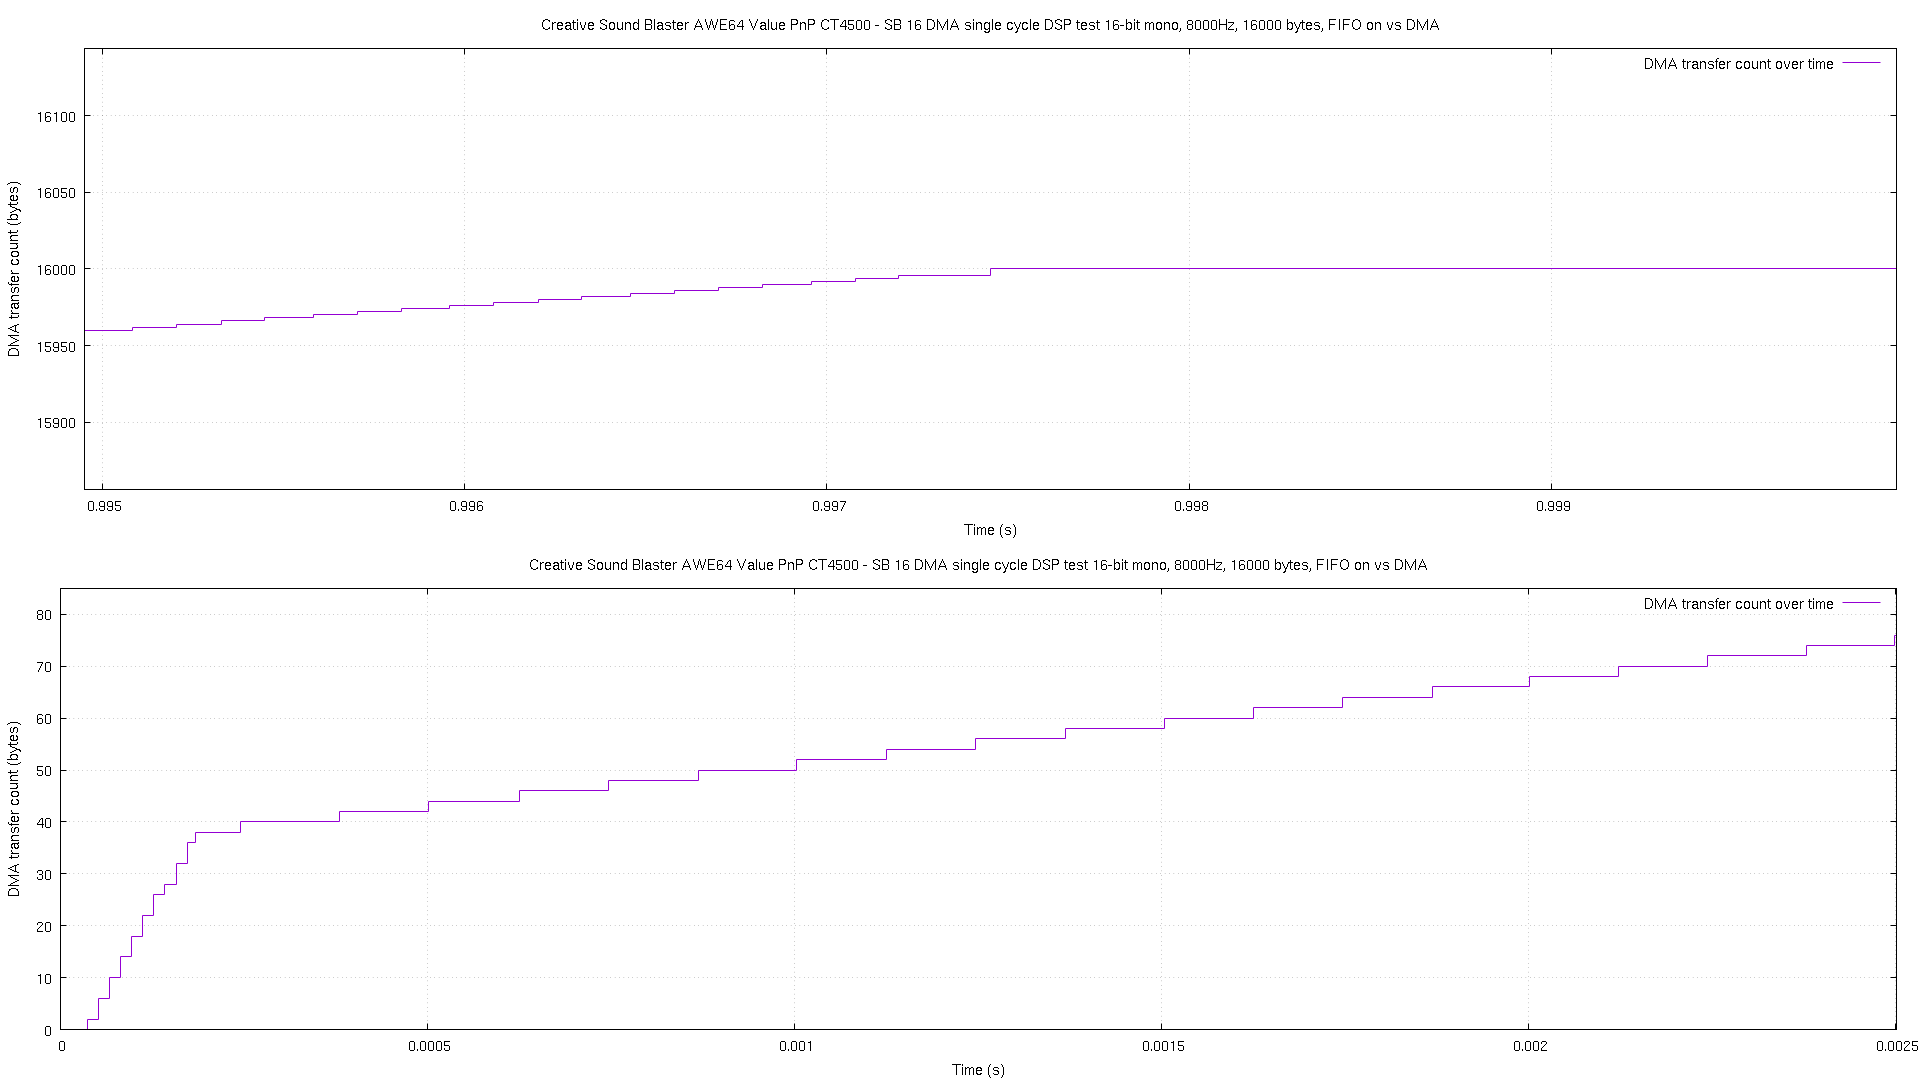 Creative Sound Blaster AWE64 Value PnP CT4500 - SB 16 DMA single cycle DSP test 16-bit mono, 8000Hz, 16000 bytes, FIFO on vs DMA
DMA transfer count over time
16100
16050
16000
15950
15900
DMA transfer count (bytes)
0.995 0.996 0.997 0.998 0.999
Time (s)
Creative Sound Blaster AWE64 Value PnP CT4500 - SB 16 DMA single cycle DSP test 16-bit mono, 8000Hz, 16000 bytes, FIFO on vs DMA
DMA transfer count over time
80
70
60
50
40
30
20
10
0
DMA transfer count (bytes)
0 0.0005 0.001 0.0015 0.002 0.0025
Time (s)